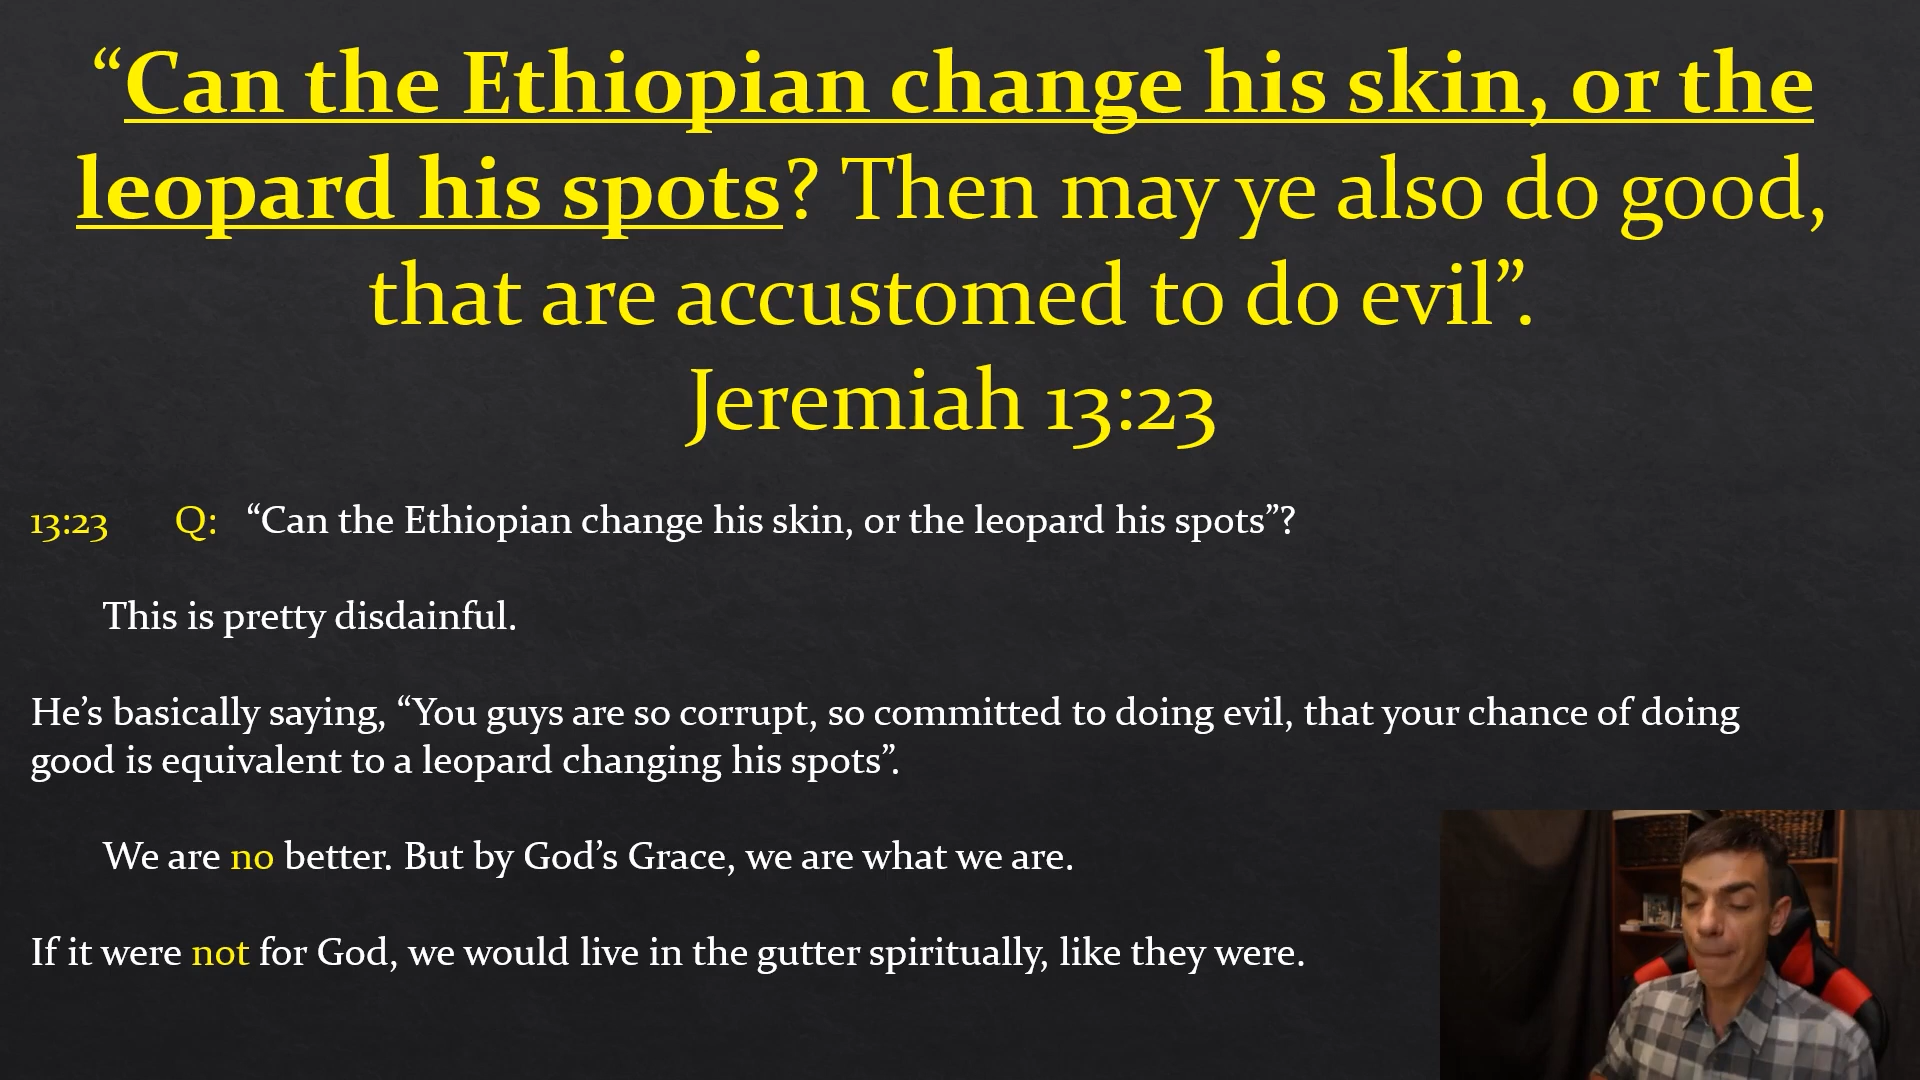 “Can the Ethiopian change his skin, or the
leopard his spots? Then may ye also do good,
that are accustomed to do evil”.
Jeremiah 13:23
13:23 Q: “Can the Ethiopian change his skin, or the leopard his spots”?
This is pretty disdainful.
He’s basically saying, “You guys are so corrupt, so committed to doing evil, that your chance of doing
good is equivalent to a leopard changing his spots”.
We are no better. But by God’s Grace, we are what we are.
If it were not for God, we would live in the gutter spiritually, like they were.